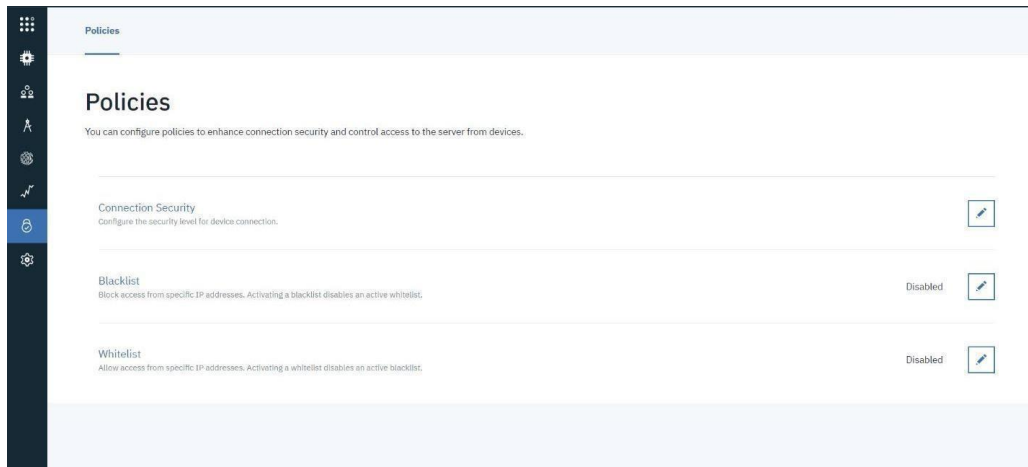 Policies
Policies
You can configure policies to enhance connection security and control access to the server from devices.
Connection Security
Configure the security level for device connection.
Blacklist
Block access from specific IP addresses. Activating a blacklist disables an active whitelist.
Disabled
Whitelist
Allow access from specific IP addresses. Activating a whitelist disables an active blacklist.
Disabled